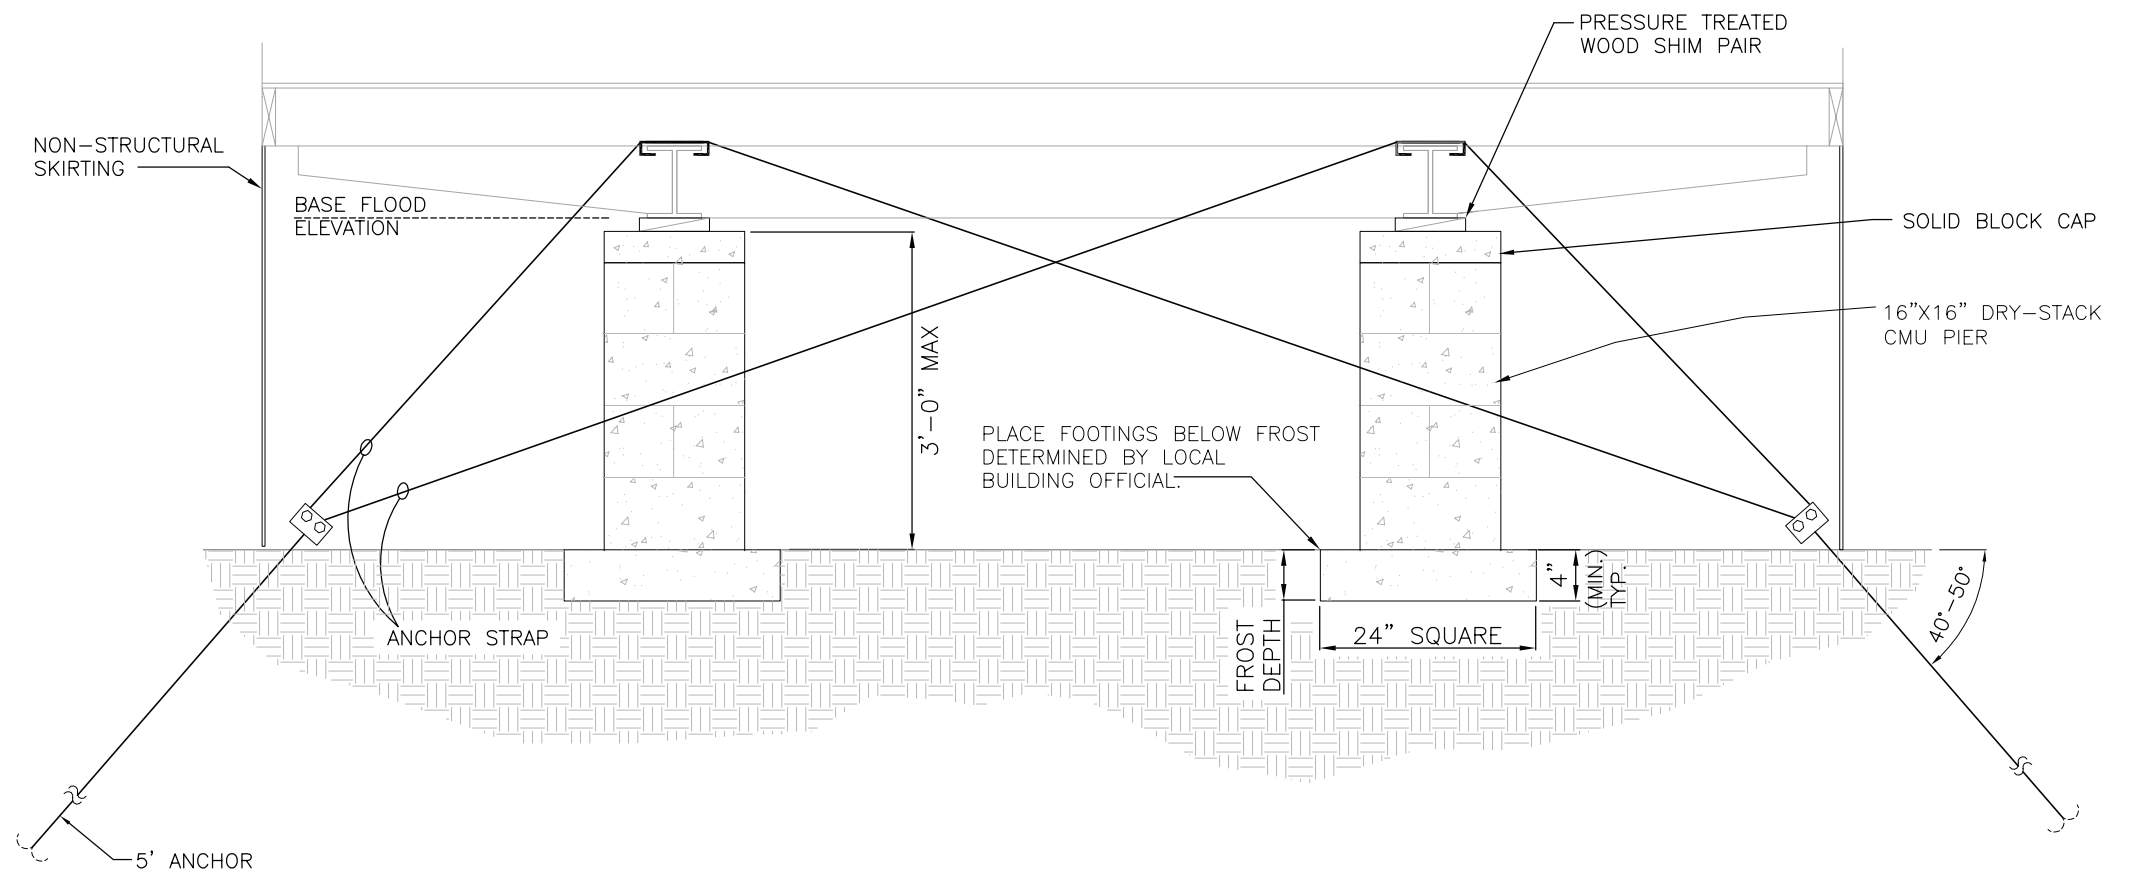 PRESSURE TREATED
WOOD SHIM PAIR
NON-STRUCTURAL
SKIRTING
BASE FLOOD
ELEVATION
SOLID BLOCK CAP
16"X16" DRY-STACK
CMU PIER
3'-0" MAX
PLACE FOOTINGS BELOW FROST
DETERMINED BY LOCAL
BUILDING OFFICIAL.
4"
(MIN.)
TYP.
40°-50°
ANCHOR STRAP
24" SQUARE
FROST
DEPTH
5' ANCHOR